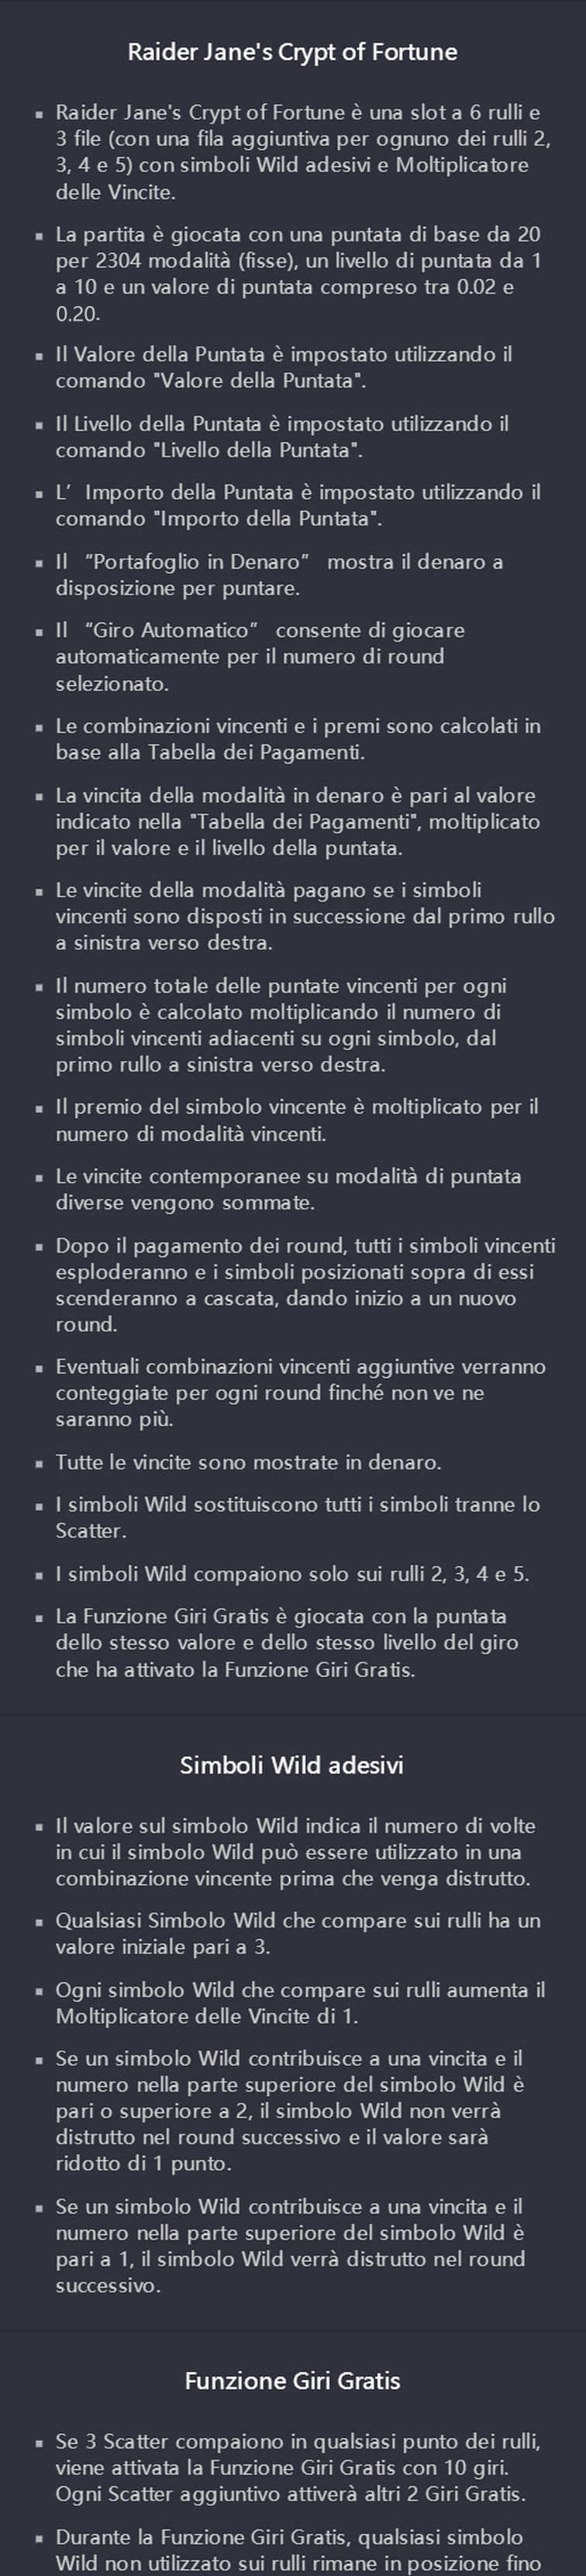 Raider Jane's Crypt of Fortune
▪ Raider Jane's Crypt of Fortune è una slot a 6 rulli e
3 file (con una fila aggiuntiva per ognuno dei rulli 2,
3, 4 e 5) con simboli Wild adesivi e Moltiplicatore
delle Vincite.
▪ La partita è giocata con una puntata di base da 20
per 2304 modalità (fisse), un livello di puntata da 1
a 10 e un valore di puntata compreso tra 0.02 e
0.20.
▪ Il Valore della Puntata è impostato utilizzando il
comando "Valore della Puntata".
▪ Il Livello della Puntata è impostato utilizzando il
comando "Livello della Puntata".
▪ L’ Importo della Puntata è impostato utilizzando il
comando "Importo della Puntata".
▪ Il “Portafoglio in Denaro” mostra il denaro a
disposizione per puntare.
▪ Il “Giro Automatico” consente di giocare
automaticamente per il numero di round
selezionato.
▪ Le combinazioni vincenti e i premi sono calcolati in
base alla Tabella dei Pagamenti.
▪ La vincita della modalità in denaro è pari al valore
indicato nella "Tabella dei Pagamenti", moltiplicato
per il valore e il livello della puntata.
▪ Le vincite della modalità pagano se i simboli
vincenti sono disposti in successione dal primo rullo
a sinistra verso destra.
▪ Il numero totale delle puntate vincenti per ogni
simbolo è calcolato moltiplicando il numero di
simboli vincenti adiacenti su ogni simbolo, dal
primo rullo a sinistra verso destra.
▪ Il premio del simbolo vincente è moltiplicato per il
numero di modalità vincenti.
▪ Le vincite contemporanee su modalità di puntata
diverse vengono sommate.
▪ Dopo il pagamento dei round, tutti i simboli vincenti
esploderanno e i simboli posizionati sopra di essi
scenderanno a cascata, dando inizio a un nuovo
round.
▪ Eventuali combinazioni vincenti aggiuntive verranno
conteggiate per ogni round finché non ve ne
saranno più.
▪ Tutte le vincite sono mostrate in denaro.
▪ I simboli Wild sostituiscono tutti i simboli tranne lo
Scatter.
▪ I simboli Wild compaiono solo sui rulli 2, 3, 4 e 5.
▪ La Funzione Giri Gratis è giocata con la puntata
dello stesso valore e dello stesso livello del giro
che ha attivato la Funzione Giri Gratis.
Simboli Wild adesivi
▪ Il valore sul simbolo Wild indica il numero di volte
in cui il simbolo Wild può essere utilizzato in una
combinazione vincente prima che venga distrutto.
▪ Qualsiasi Simbolo Wild che compare sui rulli ha un
valore iniziale pari a 3.
▪ Ogni simbolo Wild che compare sui rulli aumenta il
Moltiplicatore delle Vincite di 1.
▪ Se un simbolo Wild contribuisce a una vincita e il
numero nella parte superiore del simbolo Wild è
pari o superiore a 2, il simbolo Wild non verrà
distrutto nel round successivo e il valore sarà
ridotto di 1 punto.
▪ Se un simbolo Wild contribuisce a una vincita e il
numero nella parte superiore del simbolo Wild è
pari a 1, il simbolo Wild verrà distrutto nel round
successivo.
Funzione Giri Gratis
▪ Se 3 Scatter compaiono in qualsiasi punto dei rulli,
viene attivata la Funzione Giri Gratis con 10 giri.
Ogni Scatter aggiuntivo attiverà altri 2 Giri Gratis.
▪ Durante la Funzione Giri Gratis, qualsiasi simbolo
Wild non utilizzato sui rulli rimane in posizione fino